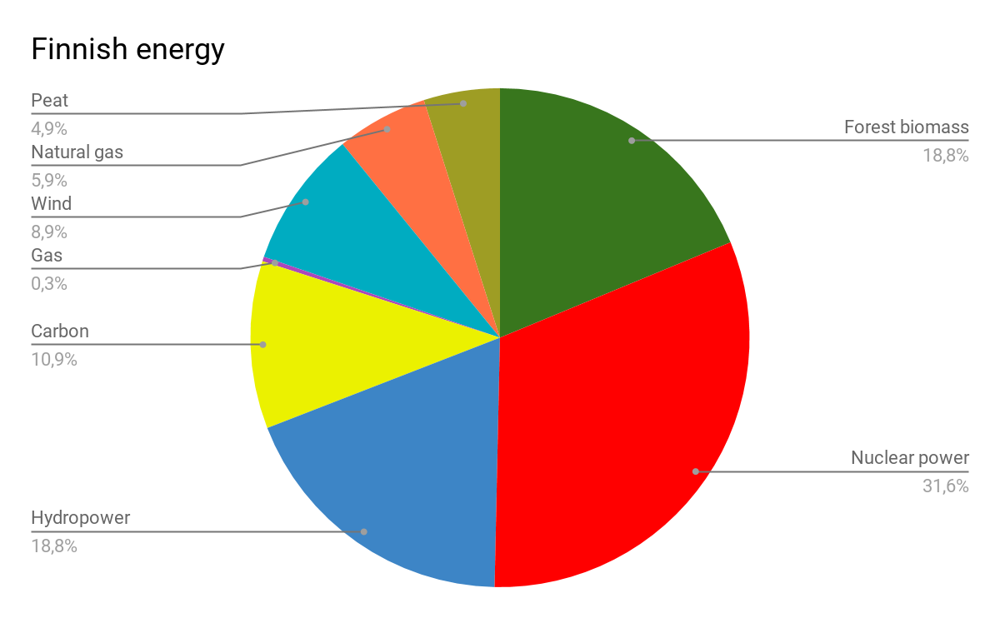 Finnish energy
Peat
4,9%
Natural gas
5,9%
Wind
8,9%
Gas
0,3%
Carbon
10,9%
Hydropower
18,8%
Forest biomass
18,8%
Nuclear power
31,6%